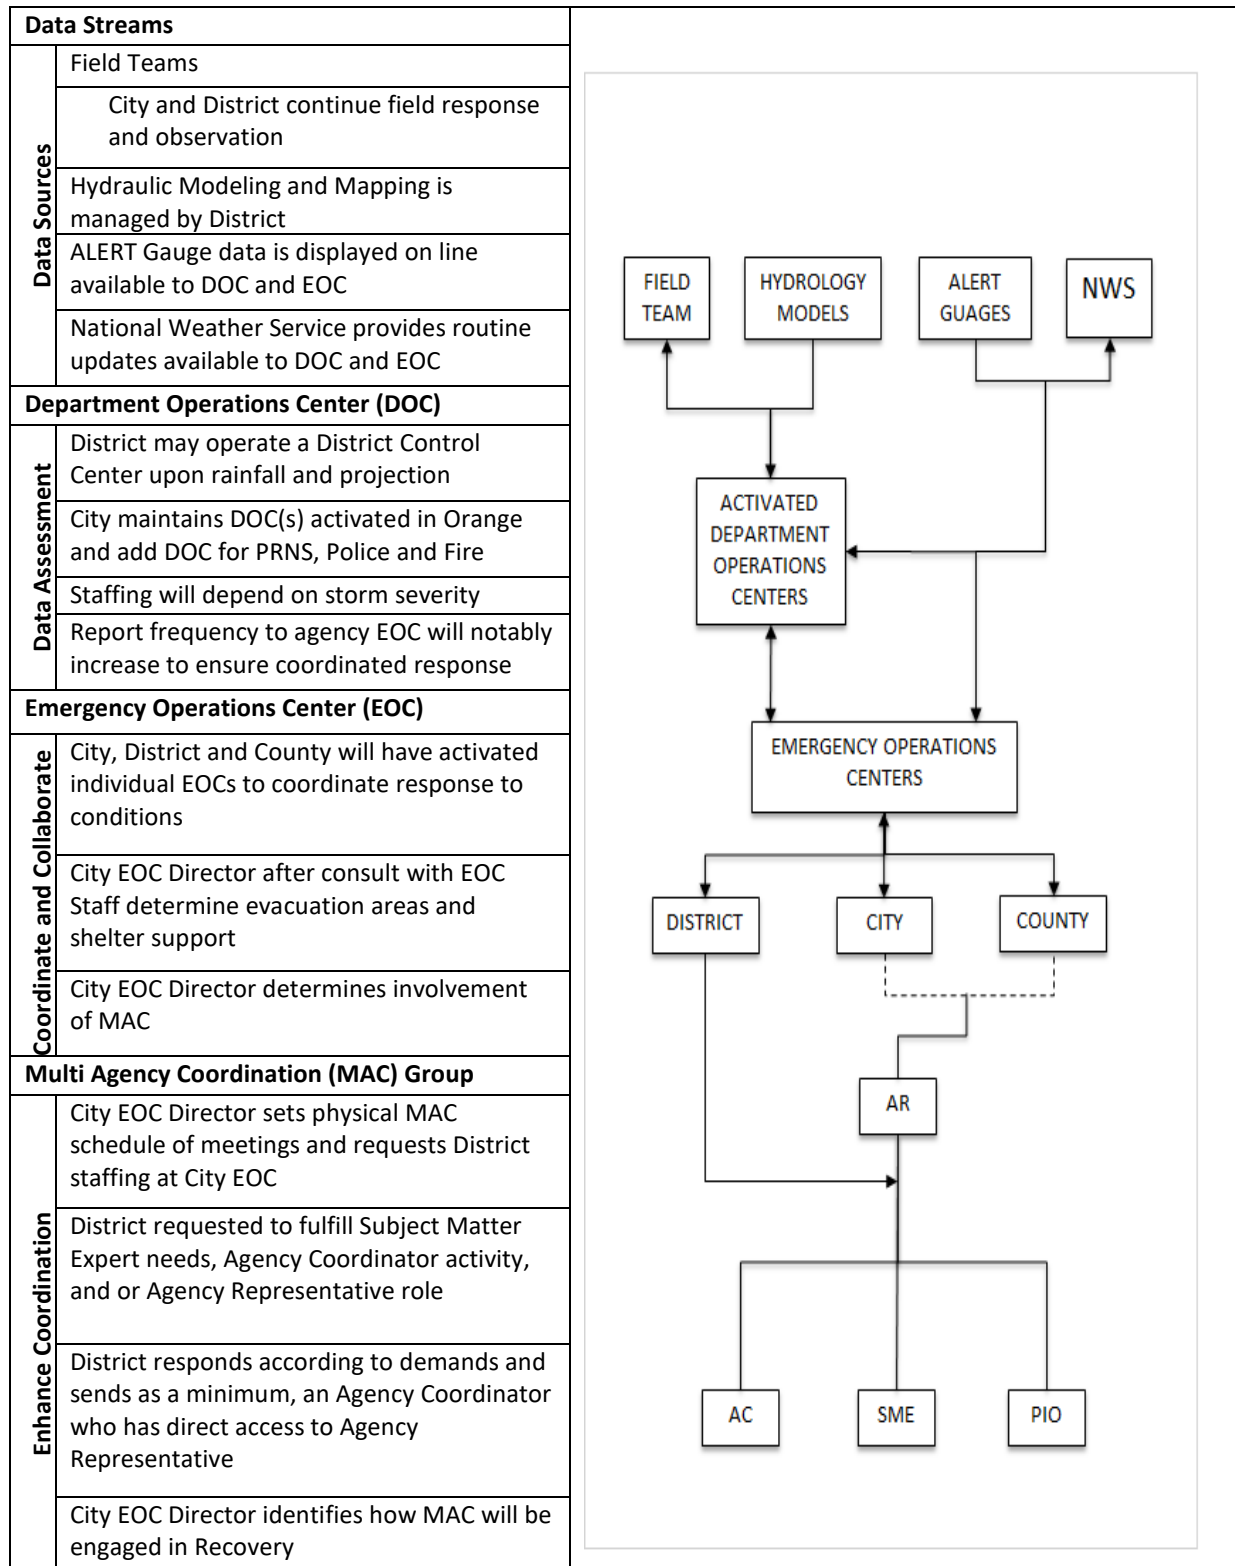 Data Streams
Data Sources
Field Teams
City and District continue field response
and observation
Hydraulic Modeling and Mapping is
managed by District
ALERT Gauge data is displayed on line
available to DOC and EOC
National Weather Service provides routine
updates available to DOC and EOC
Department Operations Center (DOC)
Data Assessment
District may operate a District Control
Center upon rainfall and projection
City maintains DOC(s) activated in Orange
and add DOC for PRNS, Police and Fire
Staffing will depend on storm severity
Report frequency to agency EOC will notably
increase to ensure coordinated response
Emergency Operations Center (EOC)
Coordinate and Collaborate
City, District and County will have activated
individual EOCs to coordinate response to
conditions
City EOC Director after consult with EOC
Staff determine evacuation areas and
shelter support
City EOC Director determines involvement
of MAC
Multi Agency Coordination (MAC) Group
Enhance Coordination
City EOC Director sets physical MAC
schedule of meetings and requests District
staffing at City EOC
District requested to fulfill Subject Matter
Expert needs, Agency Coordinator activity,
and or Agency Representative role
District responds according to demands and
sends as a minimum, an Agency Coordinator
who has direct access to Agency
Representative
City EOC Director identifies how MAC will be
engaged in Recovery
FIELD
TEAM
HYDROLOGY
MODELS
ALERT
GUAGES
NWS
ACTIVATED
DEPARTMENT
OPERATIONS
CENTERS
EMERGENCY OPERATIONS
CENTERS
DISTRICT
CITY
COUNTY
AR
AC
SME
PIO